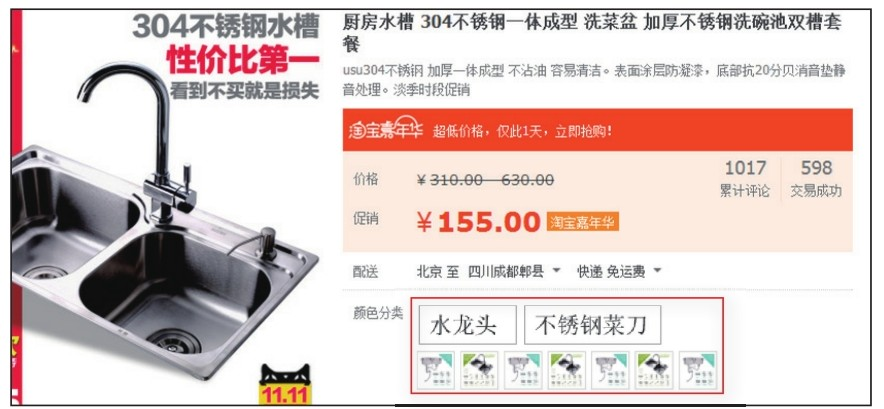 304不锈钢水槽
性价比第一
看到不买就是损失
11.11
厨房水槽 304不锈钢一体成型 洗菜盆 加厚不锈钢洗碗池双槽套
餐
usu304不锈钢 加厚一体成型 不沾油 容易清洁。表面涂层防凝漆，底部抗20分贝消音垫静
音处理。淡季时段促销
淘宝嘉年华 超低价格，仅此1天，立即抢购!
价格 ¥ 310.00 - 630.00
1017 598
累计评论 交易成功
促销 ¥ 155.00 淘宝嘉年华
配送 北京 至 四川成都郫县 快递 免运费
颜色分类 水龙头 不锈钢菜刀